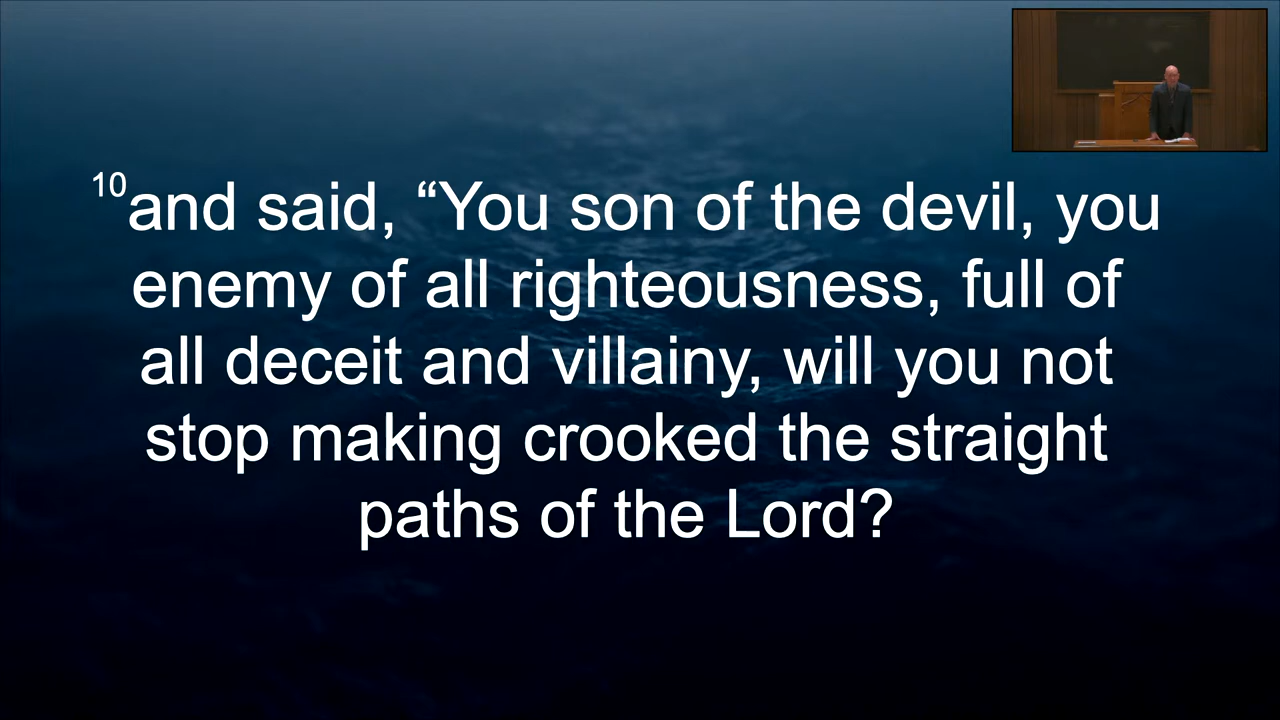 10and said, “You son of the devil, you
enemy of all righteousness, full of
all deceit and villainy, will you not
stop making crooked the straight
paths of the Lord?